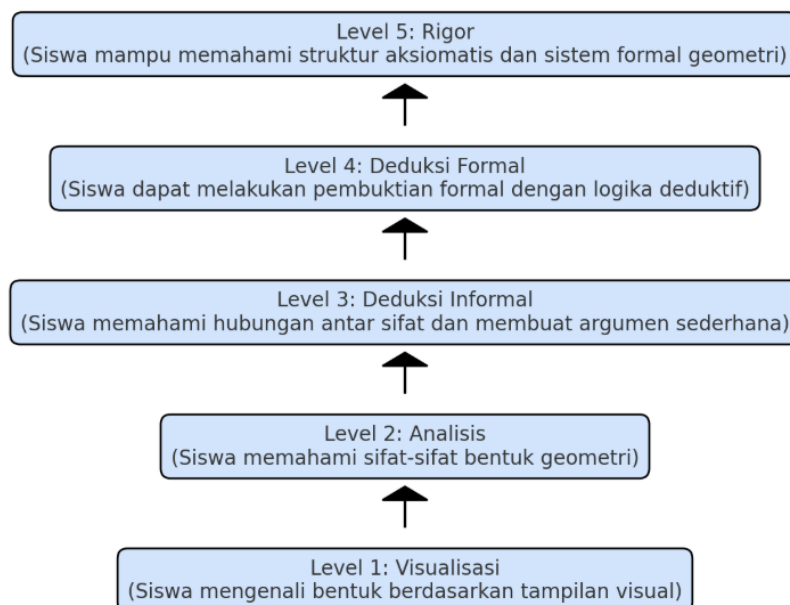 Level 5: Rigor
(Siswa mampu memahami struktur aksiomatis dan sistem formal geometri)
Level 4: Deduksi Formal
(Siswa dapat melakukan pembuktian formal dengan logika deduktif)
Level 3: Deduksi Informal
(Siswa memahami hubungan antar sifat dan membuat argumen sederhana)
Level 2: Analisis
(Siswa memahami sifat-sifat bentuk geometri)
Level 1: Visualisasi
(Siswa mengenali bentuk berdasarkan tampilan visual)